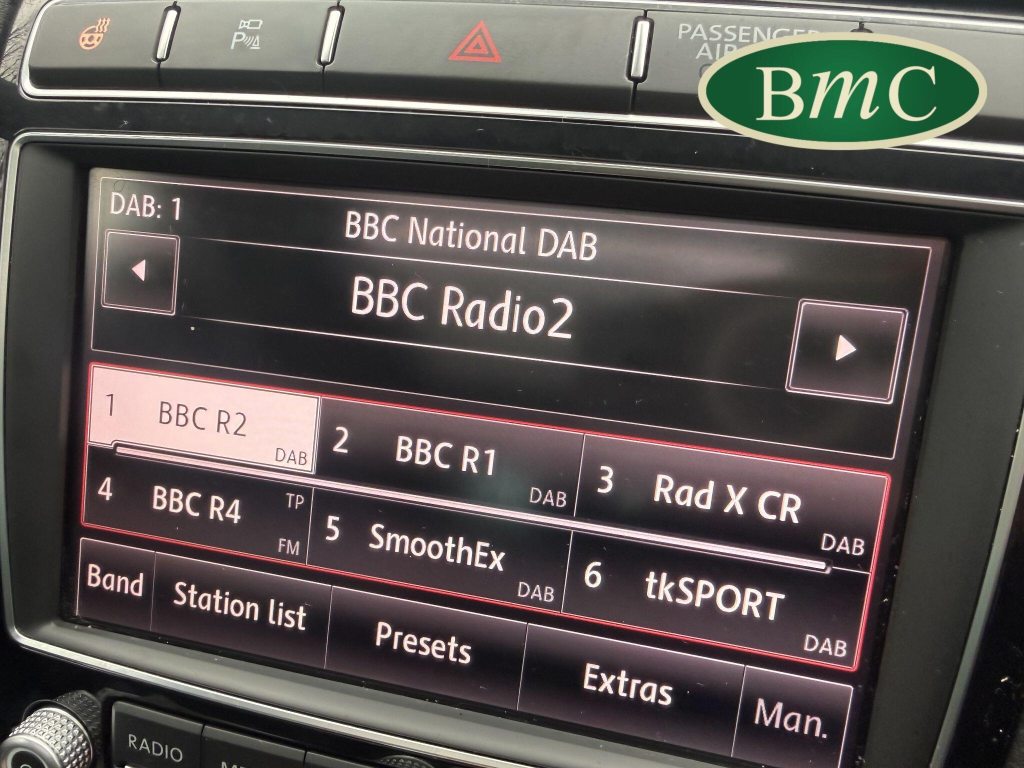 P
PASSENGER
AIR
BmC
DAB: 1
BBC National DAB
BBC Radio2
1 BBC R2 DAB
2 BBC R1 DAB
3 Rad X CR DAB
4 BBC R4 TP FM
5 SmoothEx DAB
6 tkSPORT DAB
Band
Station list
Presets
Extras
Man.
RADIO